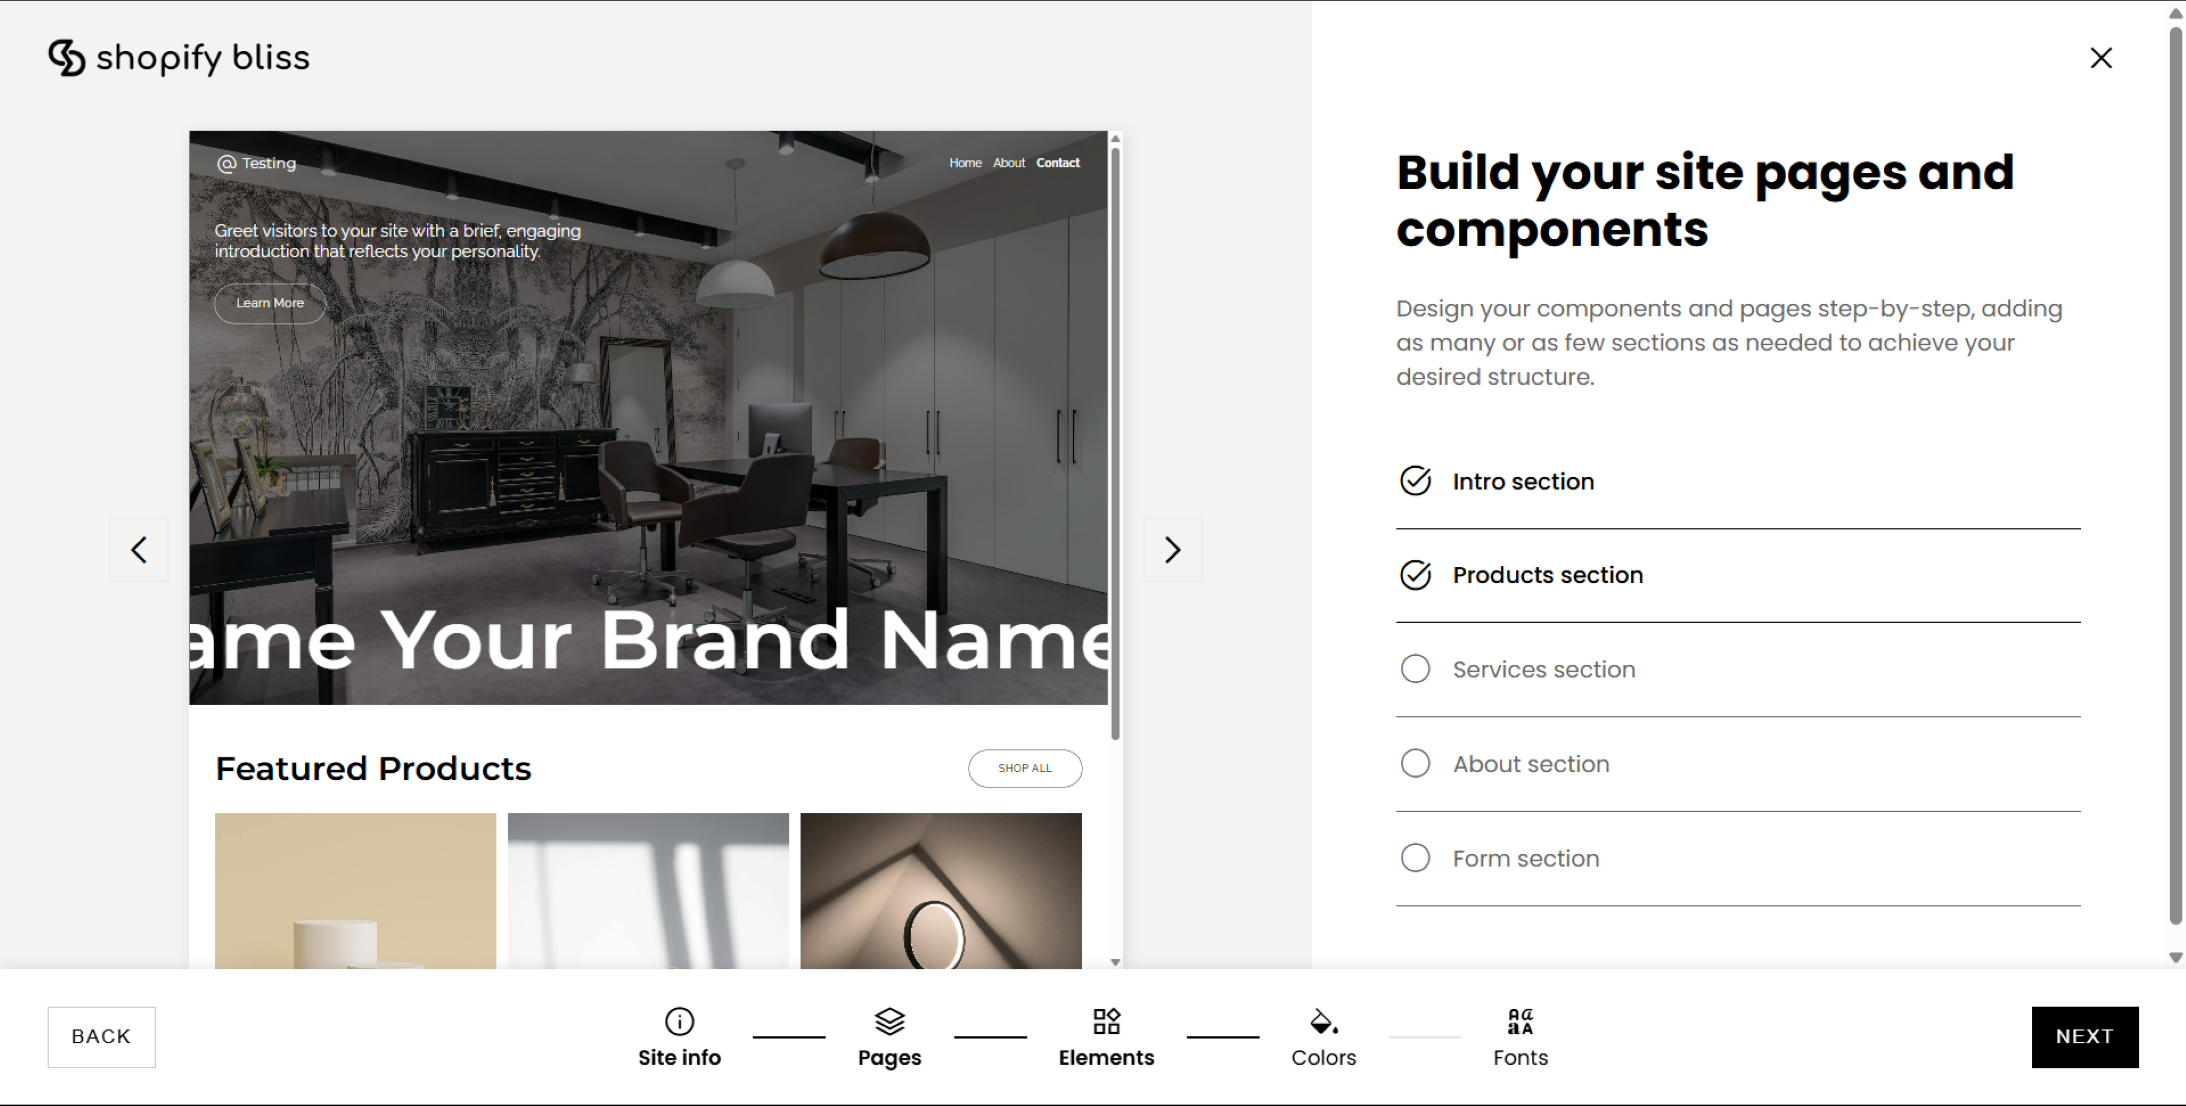 shopify bliss
@ Testing
Home About Contact
Greet visitors to your site with a brief, engaging
introduction that reflects your personality.
Learn More
ame Your Brand Name
Featured Products
SHOP ALL
Build your site pages and
components
Design your components and pages step-by-step, adding
as many or as few sections as needed to achieve your
desired structure.
Intro section
Products section
Services section
About section
Form section
BACK
Site info
Pages
Elements
Colors
Fonts
NEXT